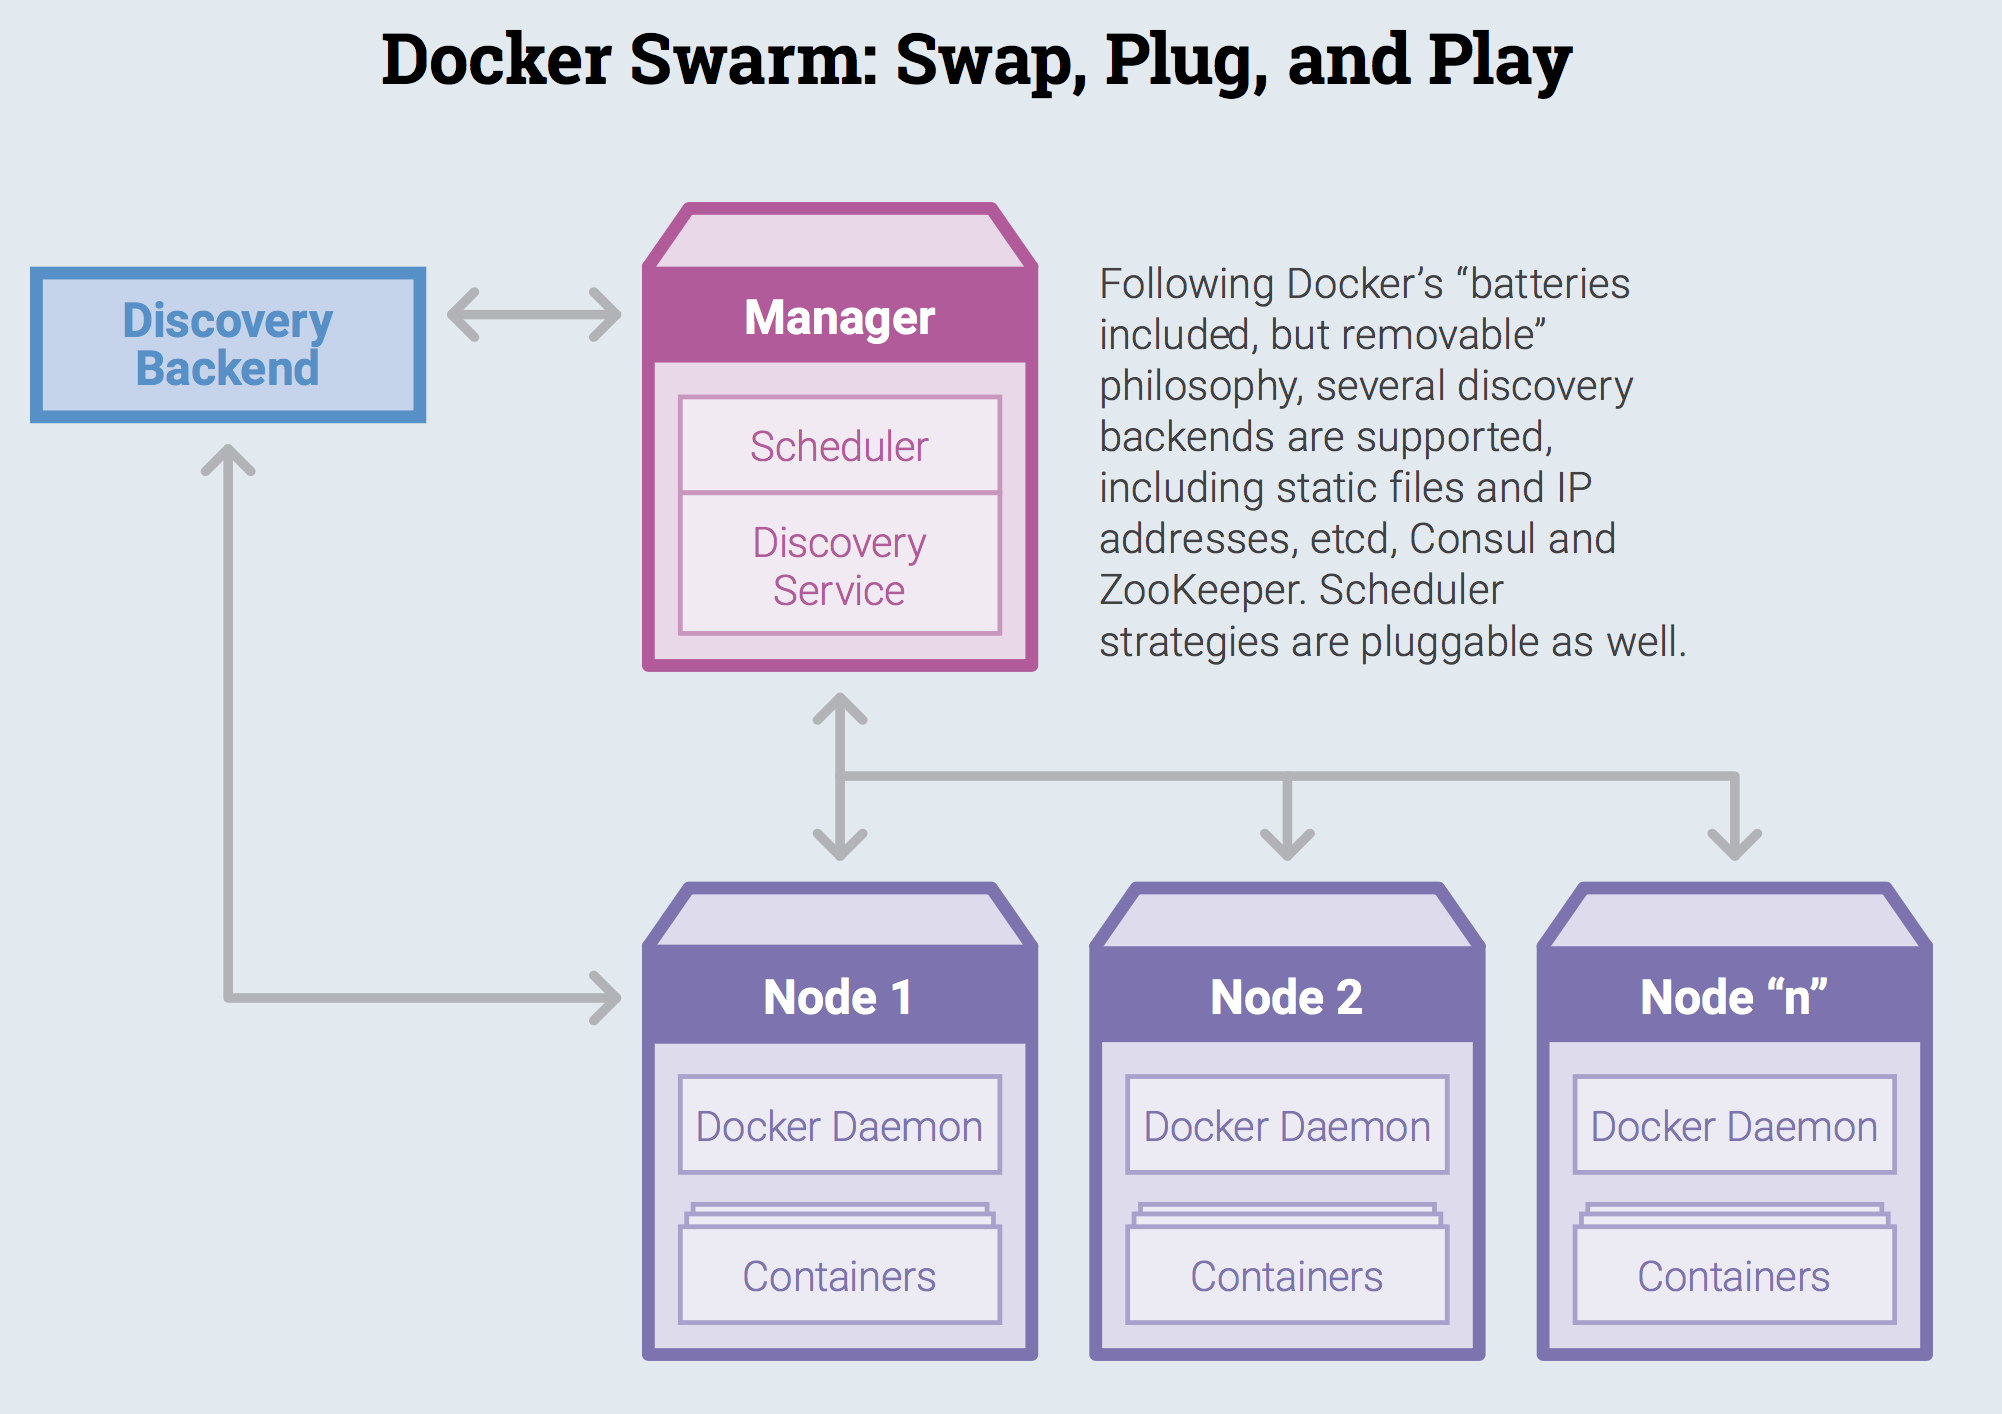 Docker Swarm: Swap, Plug, and Play
Discovery
Backend
Manager
Scheduler
Discovery
Service
Following Docker’s “batteries
included, but removable”
philosophy, several discovery
backends are supported,
including static files and IP
addresses, etcd, Consul and
ZooKeeper. Scheduler
strategies are pluggable as well.
Node 1
Docker Daemon
Containers
Node 2
Docker Daemon
Containers
Node “n”
Docker Daemon
Containers